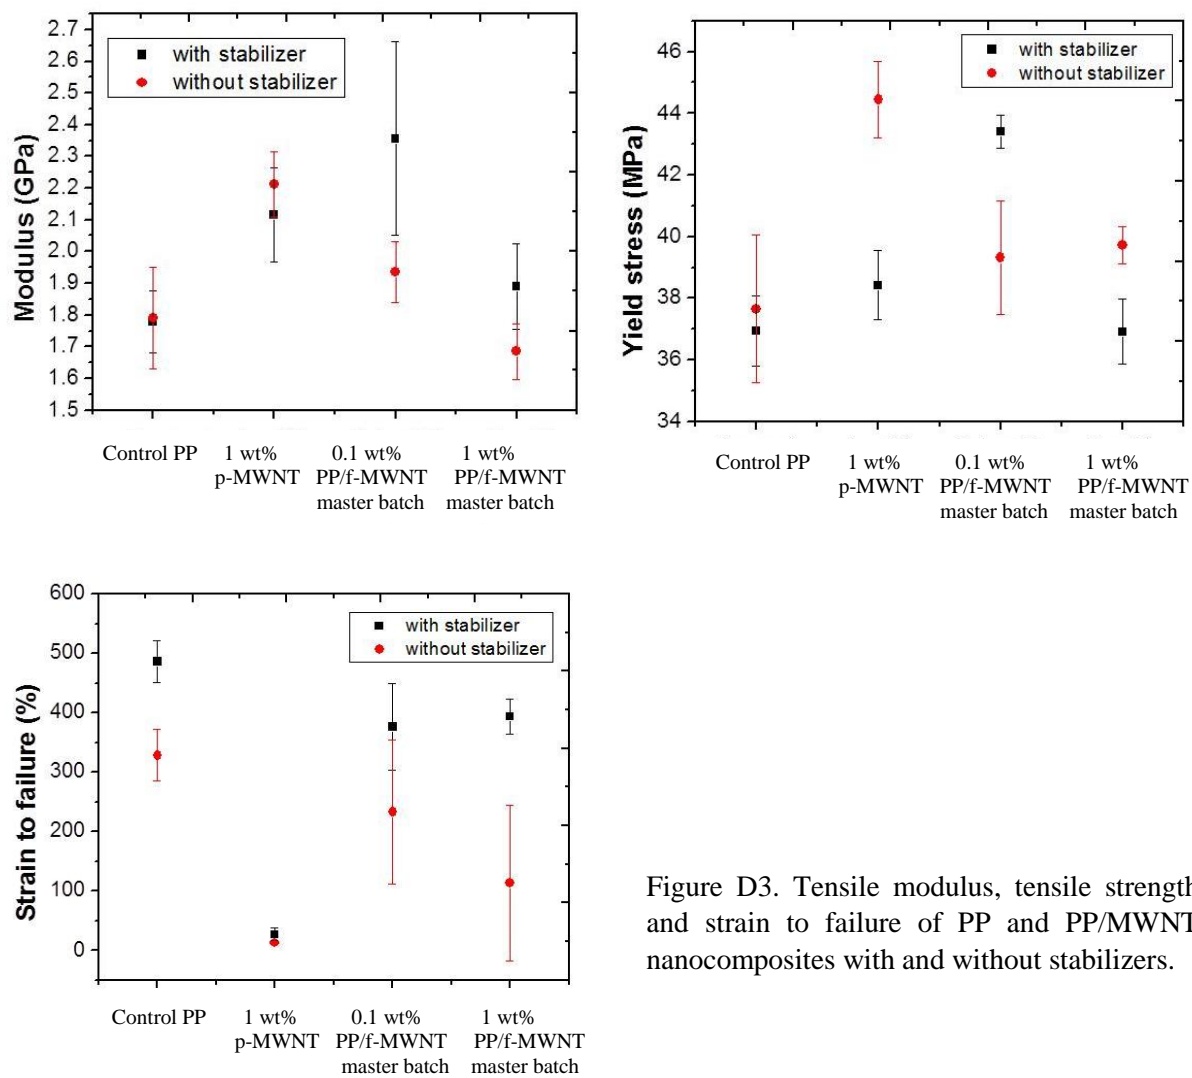 2.7
2.6
2.5
2.4
2.3
2.2
2.1
2.0
1.9
1.8
1.7
1.6
1.5
Modulus (GPa)
with stabilizer
without stabilizer
Control PP
1 wt%
p-MWNT
0.1 wt%
PP/f-MWNT
master batch
1 wt%
PP/f-MWNT
master batch
46
44
42
40
38
36
34
Yield stress (MPa)
with stabilizer
without stabilizer
Control PP
1 wt%
p-MWNT
0.1 wt%
PP/f-MWNT
master batch
1 wt%
PP/f-MWNT
master batch
600
500
400
300
200
100
0
Strain to failure (%)
with stabilizer
without stabilizer
Control PP
1 wt%
p-MWNT
0.1 wt%
PP/f-MWNT
master batch
1 wt%
PP/f-MWNT
master batch
Figure D3. Tensile modulus, tensile strength
and strain to failure of PP and PP/MWNT
nanocomposites with and without stabilizers.